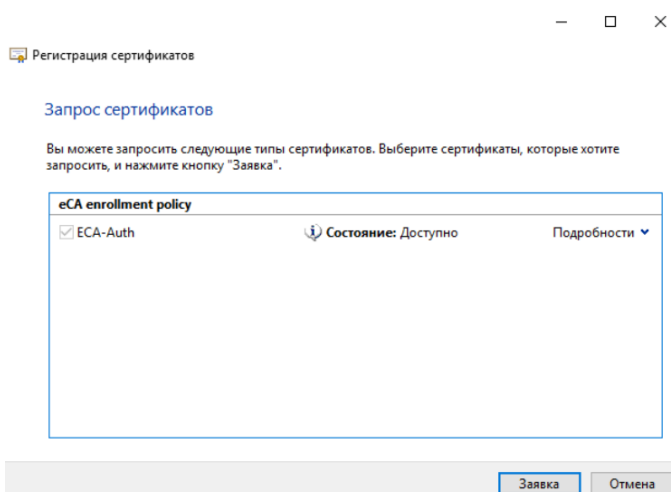 Регистрация сертификатов
Запрос сертификатов
Вы можете запросить следующие типы сертификатов. Выберите сертификаты, которые хотите
запросить, и нажмите кнопку "Заявка".
eCA enrollment policy
ECA-Auth Состояние: Доступно Подробности
Заявка Отмена